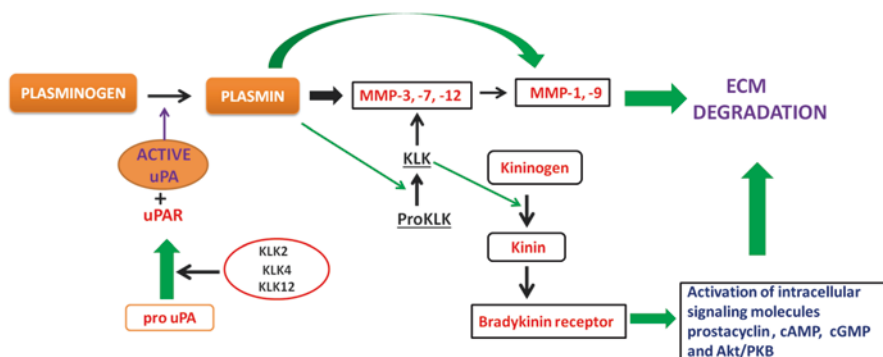 PLASMINOGEN
PLASMIN
MMP-3, -7, -12
MMP-1, -9
ECM
DEGRADATION
ACTIVE
uPA
+
uPAR
KLK
ProKLK
Kininogen
Kinin
KLK2
KLK4
KLK12
pro uPA
Bradykinin receptor
Activation of intracellular
signaling molecules
prostacyclin, cAMP, cGMP
and Akt/PKB